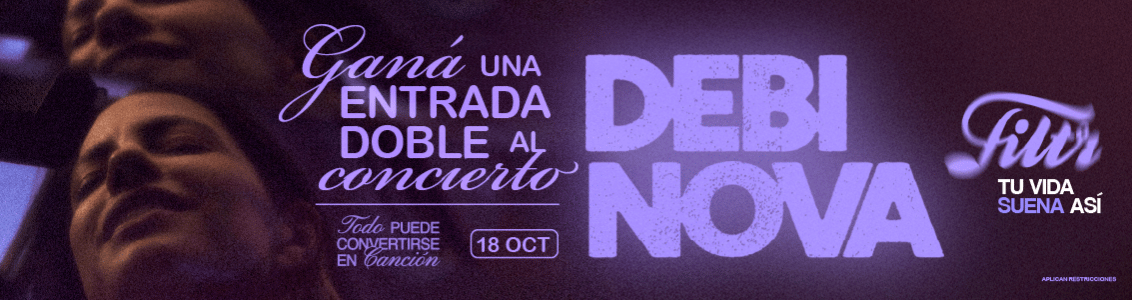 Ganá UNA
ENTRADA
DOBLE AL
concierto
Todo PUEDE
CONVERTIRSE
EN Canción
18 OCT
DEBI
NOVA
Filtr
TU VIDA
SUENA ASÍ
APLICAN RESTRICCIONES